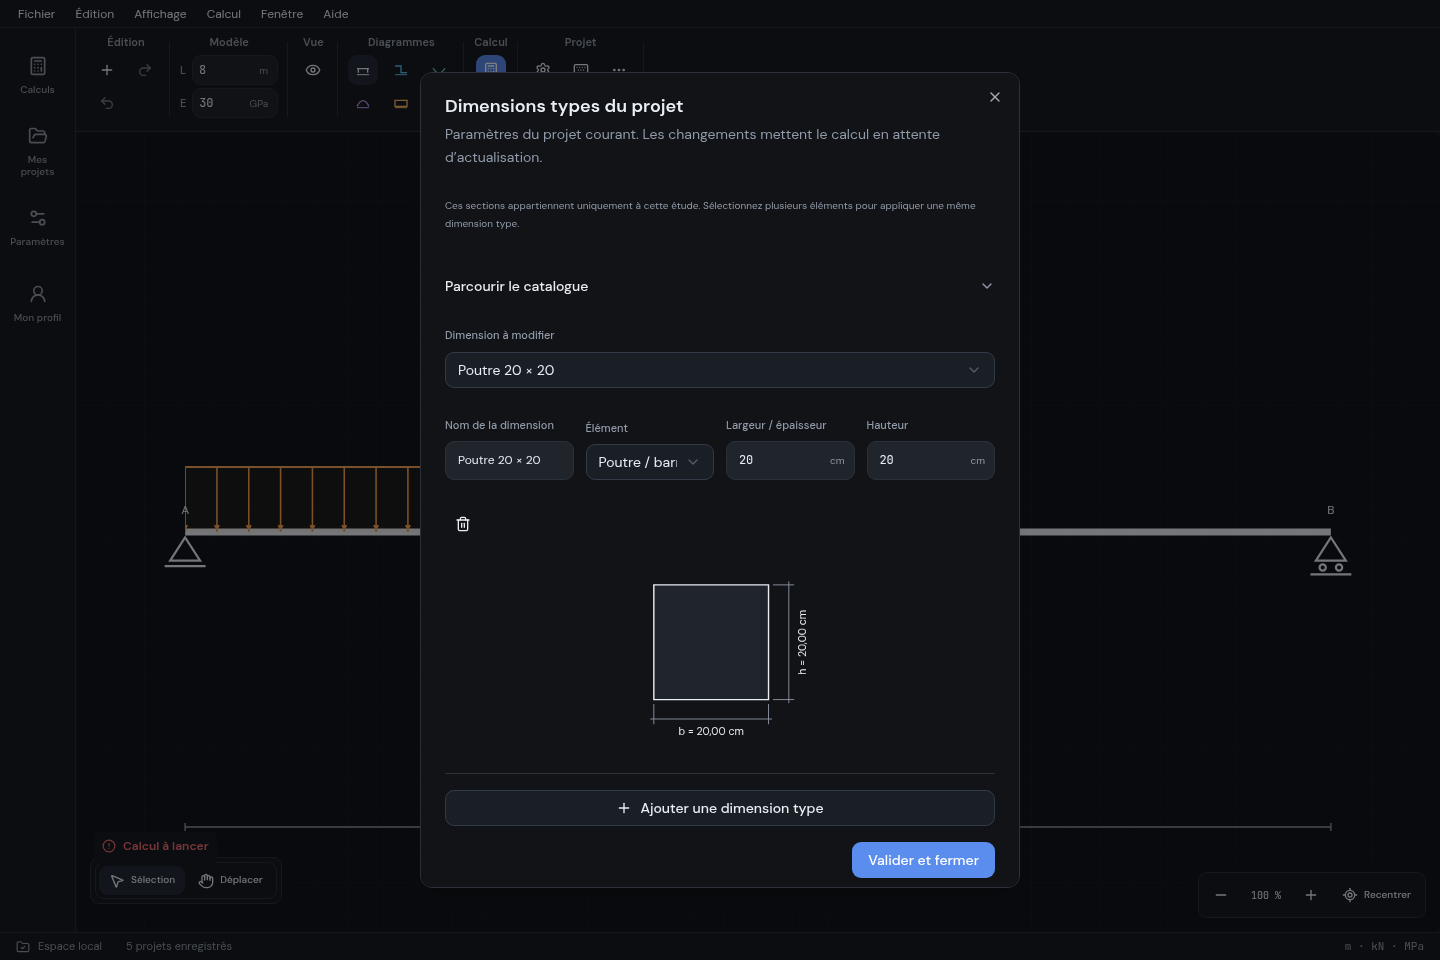 Fichier Édition Affichage Calcul Fenêtre Aide
Édition Modèle Vue Diagrammes Calcul Projet
L 8 m
E 30 GPa
Calculs
Mes
projets
Paramètres
Mon profil
Dimensions types du projet
Paramètres du projet courant. Les changements mettent le calcul en attente
d’actualisation.
Ces sections appartiennent uniquement à cette étude. Sélectionnez plusieurs éléments pour appliquer une même
dimension type.
Parcourir le catalogue
Dimension à modifier
Poutre 20 × 20
Nom de la dimension Élément Largeur / épaisseur Hauteur
Poutre 20 × 20 Poutre / barr 20 cm 20 cm
A
B
h = 20,00 cm
b = 20,00 cm
Ajouter une dimension type
Valider et fermer
Calcul à lancer
Sélection Déplacer
100 % Recentrer
Espace local 5 projets enregistrés m · kN · MPa